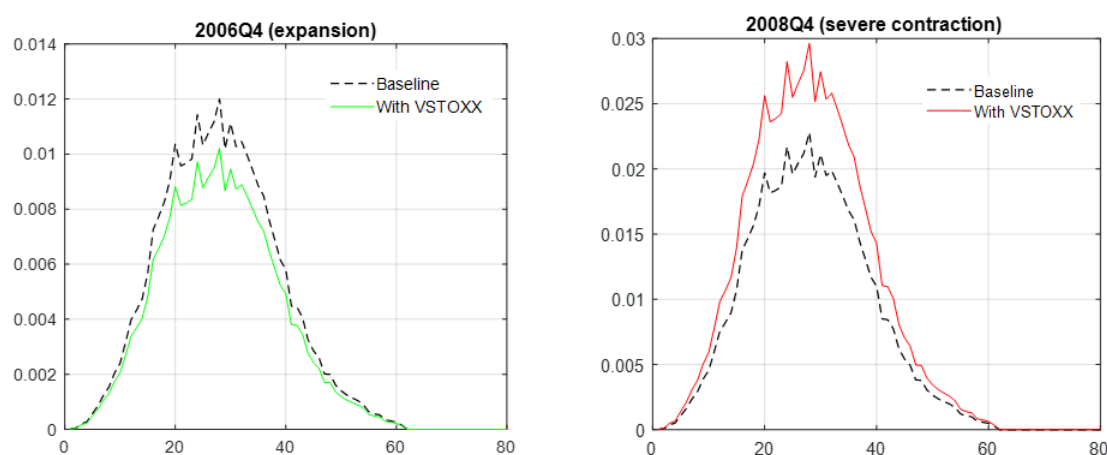 2006Q4 (expansion)
0.014
0.012
0.01
0.008
0.006
0.004
0.002
0
0 20 40 60 80
Baseline
With VSTOXX
2008Q4 (severe contraction)
0.03
0.025
0.02
0.015
0.01
0.005
0
0 20 40 60 80
Baseline
With VSTOXX